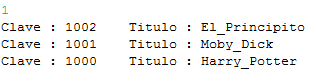 1
Clave : 1002    Titulo : El_Principito
Clave : 1001    Titulo : Moby_Dick
Clave : 1000    Titulo : Harry_Potter